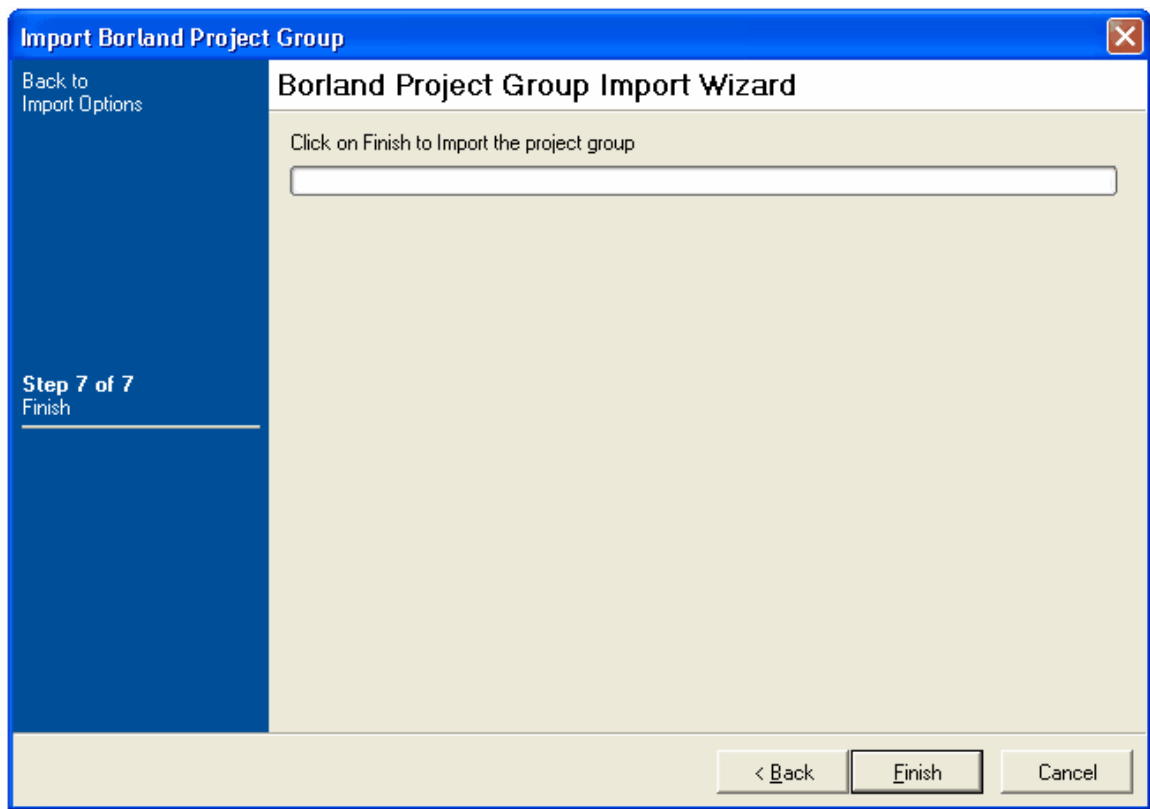 Import Borland Project Group
Back to
Import Options
Borland Project Group Import Wizard
Click on Finish to Import the project group
Step 7 of 7
Finish
< Back
Finish
Cancel